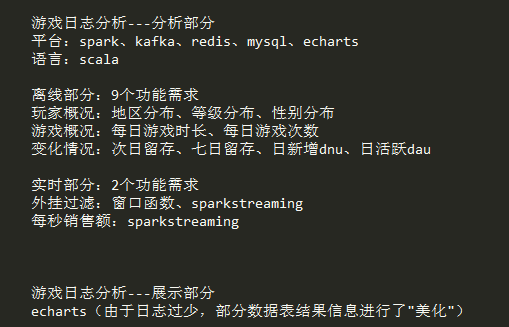 游戏日志分析---分析部分
平台：spark、kafka、redis、mysql、echarts
语言：scala
离线部分：9个功能需求
玩家概况：地区分布、等级分布、性别分布
游戏概况：每日游戏时长、每日游戏次数
变化情况：次日留存、七日留存、日新增dnu、日活跃dau
实时部分：2个功能需求
外挂过滤：窗口函数、sparkstreaming
每秒销售额：sparkstreaming
游戏日志分析---展示部分
echarts（由于日志过少，部分数据表结果信息进行了"美化"）